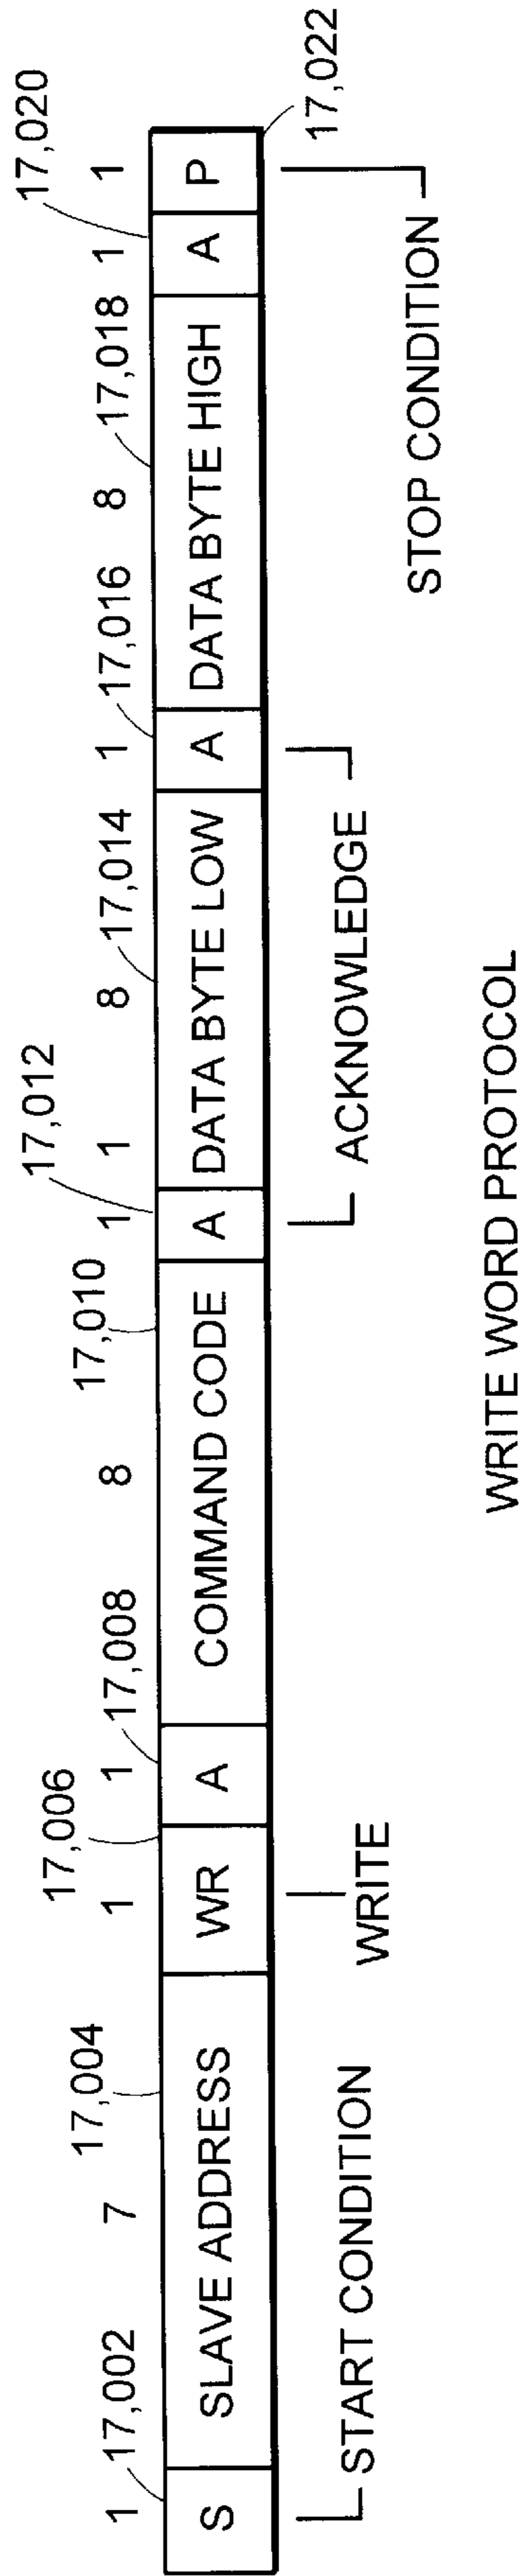 17,006 17,010 17,012 17,020
1 17,002 7 17,004 1 1 17,008 8 1 1 8 17,014 1 17,016 8 17,018 1 1
S SLAVE ADDRESS WR A COMMAND CODE A DATA BYTE LOW A DATA BYTE HIGH A P
17,022
START CONDITION WRITE ACKNOWLEDGE STOP CONDITION
WRITE WORD PROTOCOL